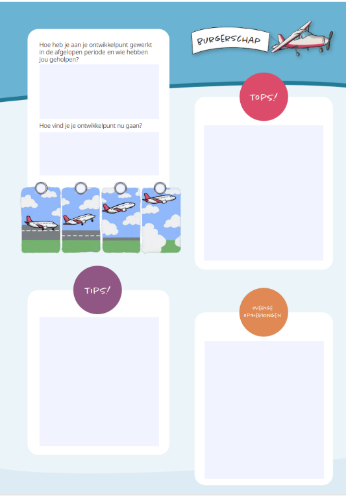 Hoe heb je aan je ontwikkelpunt gewerkt
in de afgelopen periode en wie hebben
jou geholpen?
Hoe vind je je ontwikkelpunt nu gaan?
BURGERSCHAP
TOPS!
TIPS!
OVERIGE
OPMERKINGEN